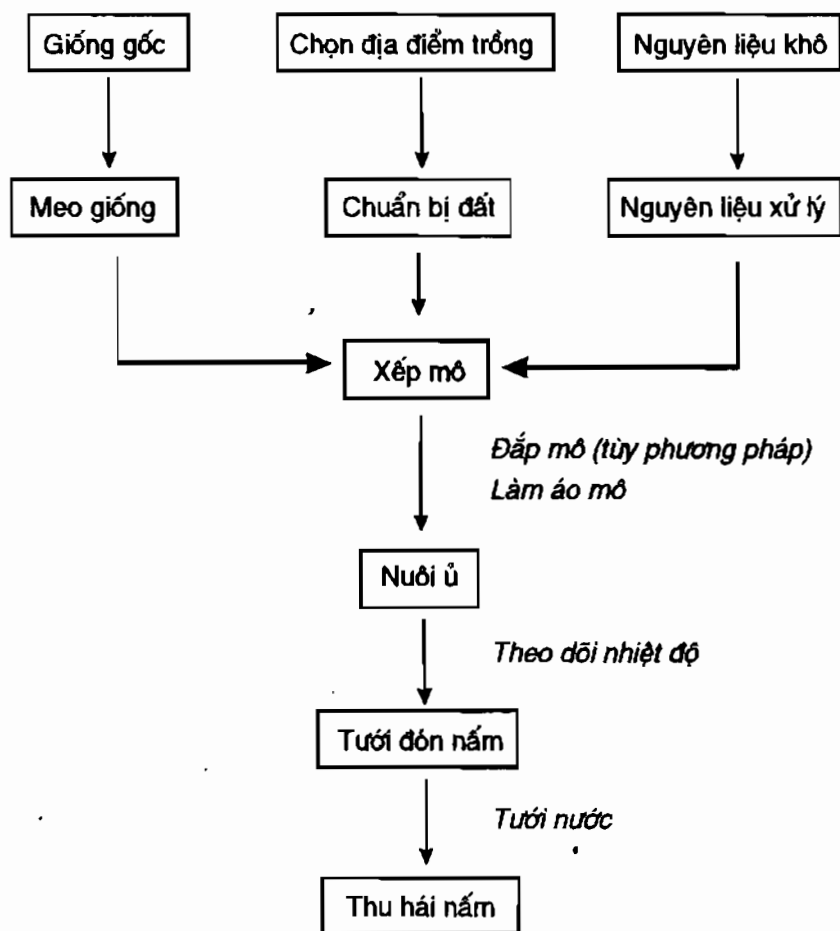 Giống gốc
Chọn địa điểm trồng
Nguyên liệu khô
Meo giống
Chuẩn bị đất
Nguyên liệu xử lý
Xếp mô
Đắp mô (tùy phương pháp)
Làm áo mô
Nuôi ủ
Theo dõi nhiệt độ
Tưới đón nấm
Tưới nước
Thu hái nấm